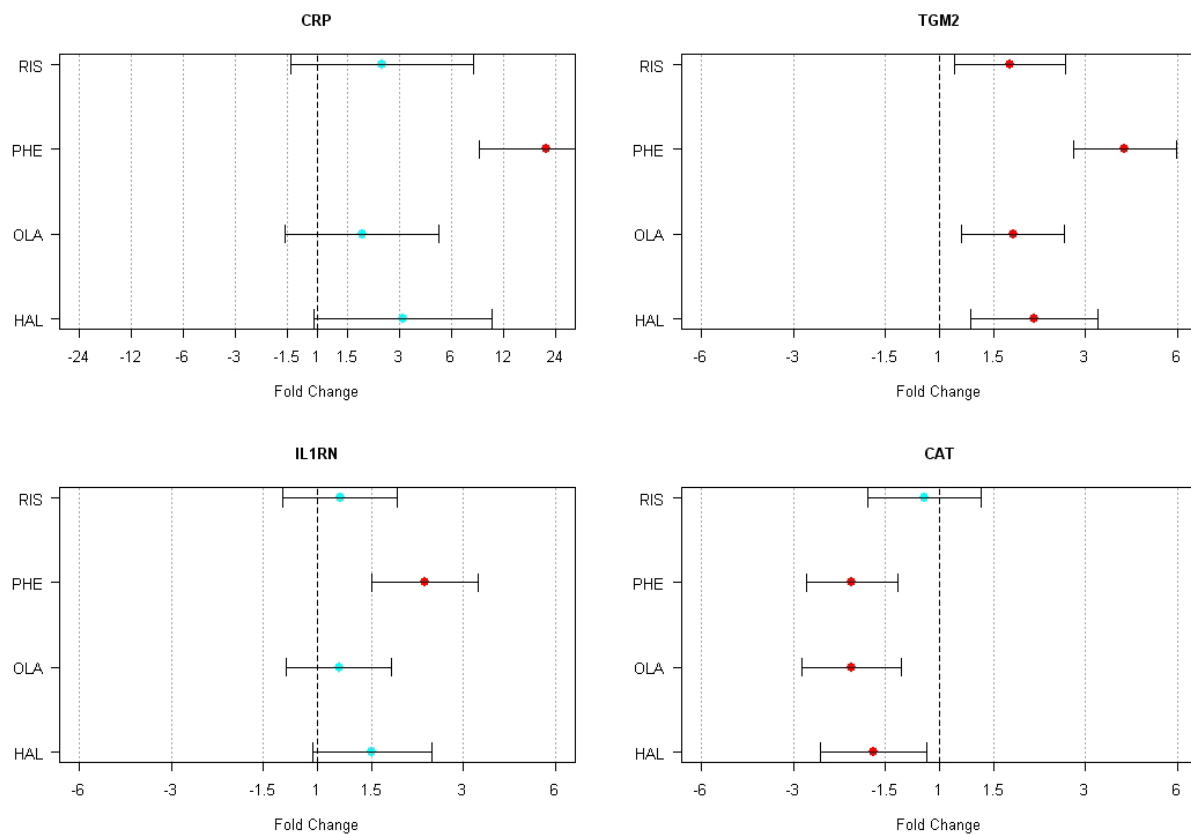 CRP
RIS
PHE
OLA
HAL
-24 -12 -6 -3 -1.5 1 1.5 3 6 12 24
Fold Change
TGM2
RIS
PHE
OLA
HAL
-6 -3 -1.5 1 1.5 3 6
Fold Change
IL1RN
RIS
PHE
OLA
HAL
-6 -3 -1.5 1 1.5 3 6
Fold Change
CAT
RIS
PHE
OLA
HAL
-6 -3 -1.5 1 1.5 3 6
Fold Change